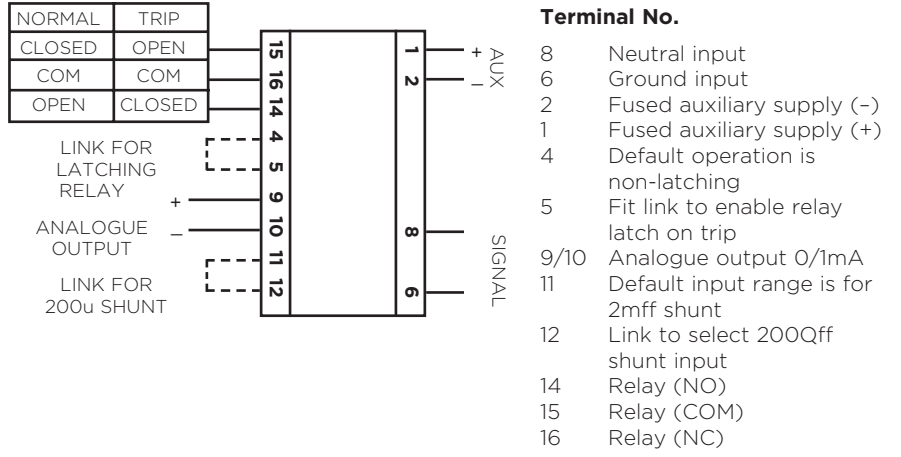 NORMAL TRIP
CLOSED OPEN
COM COM
OPEN CLOSED
LINK FOR
LATCHING
RELAY
+
ANALOGUE –
OUTPUT
LINK FOR
200u SHUNT
15
16
14
4
5
9
10
11
12
1
2
8
6
+ AUX
–
SIGNAL
Terminal No.
8 Neutral input
6 Ground input
2 Fused auxiliary supply (–)
1 Fused auxiliary supply (+)
4 Default operation is
non-latching
5 Fit link to enable relay
latch on trip
9/10 Analogue output 0/1mA
11 Default input range is for
2mff shunt
12 Link to select 200Qff
shunt input
14 Relay (NO)
15 Relay (COM)
16 Relay (NC)